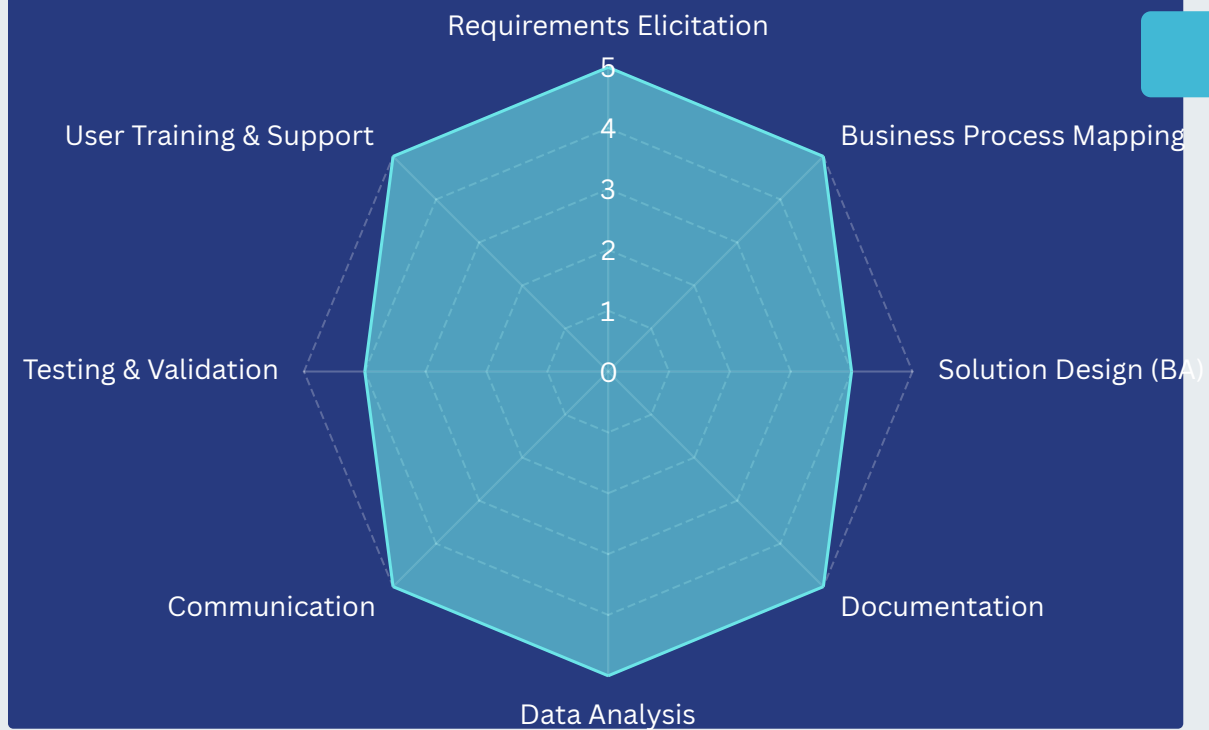 Requirements Elicitation
5
User Training & Support
Business Process Mapping
4
3
2
1
0
Testing & Validation
Solution Design (BA)
Communication
Documentation
Data Analysis